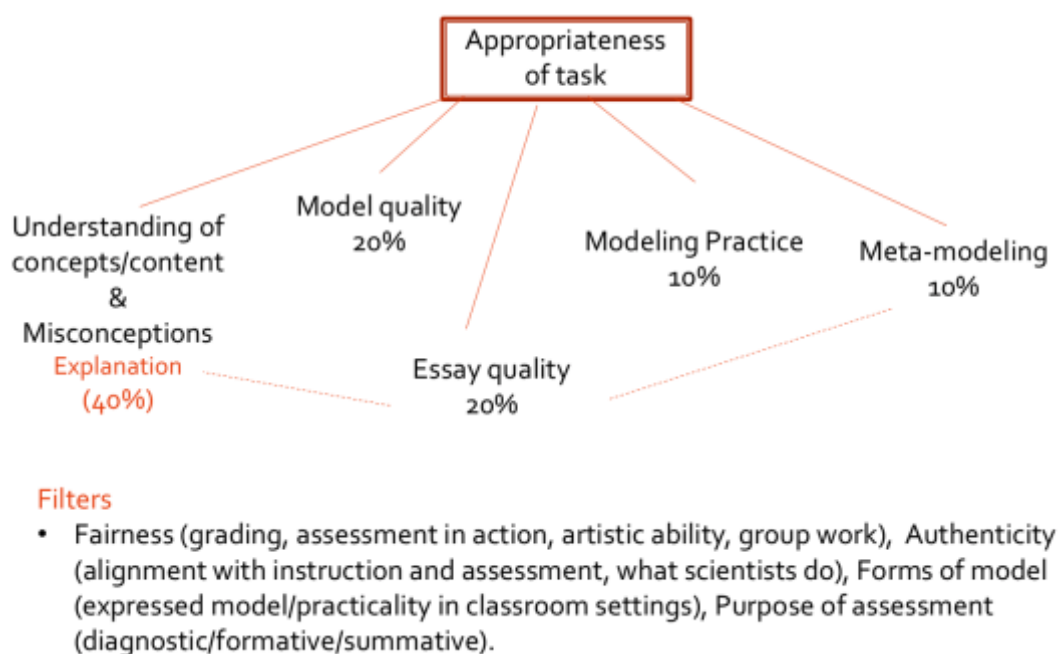 Appropriateness
of task
Understanding of
concepts/content
&
Misconceptions
Explanation
(40%)
Model quality
20%
Essay quality
20%
Modeling Practice
10%
Meta-modeling
10%
Filters
• Fairness (grading, assessment in action, artistic ability, group work), Authenticity
(alignment with instruction and assessment, what scientists do), Forms of model
(expressed model/practicality in classroom settings), Purpose of assessment
(diagnostic/formative/summative).